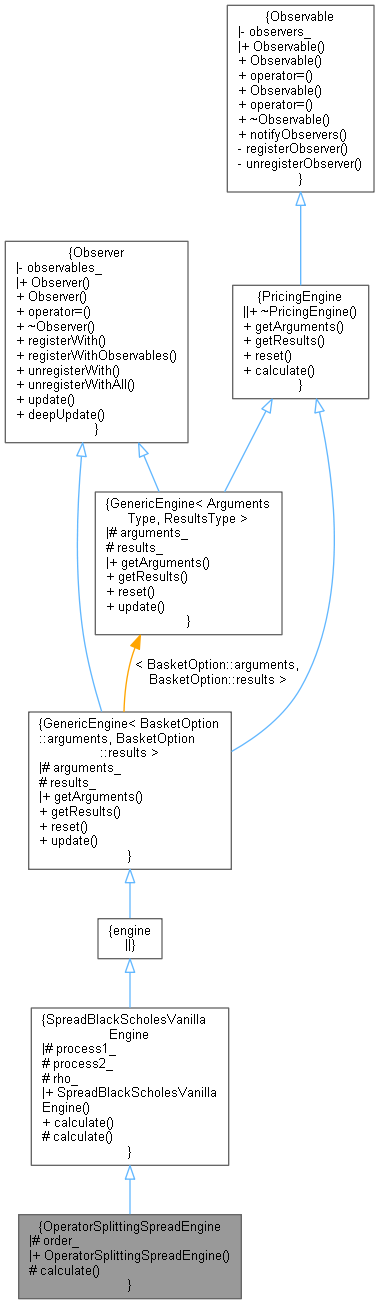 {Observable
|- observers_
|+ Observable()
+ Observable()
+ operator=()
+ Observable()
+ operator=()
+ ~Observable()
+ notifyObservers()
- registerObserver()
- unregisterObserver()
}
{Observer
|- observables_
|+ Observer()
+ Observer()
+ operator=()
+ ~Observer()
+ registerWith()
+ registerWithObservables()
+ unregisterWith()
+ unregisterWithAll()
+ update()
+ deepUpdate()
}
{PricingEngine
||+ ~PricingEngine()
+ getArguments()
+ getResults()
+ reset()
+ calculate()
}
{GenericEngine< Arguments
Type, ResultsType >
|# arguments_
# results_
|+ getArguments()
+ getResults()
+ reset()
+ update()
}
< BasketOption::arguments,
BasketOption::results >
{GenericEngine< BasketOption
::arguments, BasketOption
::results >
|# arguments_
# results_
|+ getArguments()
+ getResults()
+ reset()
+ update()
}
{engine
||}
{SpreadBlackScholesVanilla
Engine
|# process1_
# process2_
# rho_
|+ SpreadBlackScholesVanilla
Engine()
+ calculate()
# calculate()
}
{OperatorSplittingSpreadEngine
|# order_
|+ OperatorSplittingSpreadEngine()
# calculate()
}